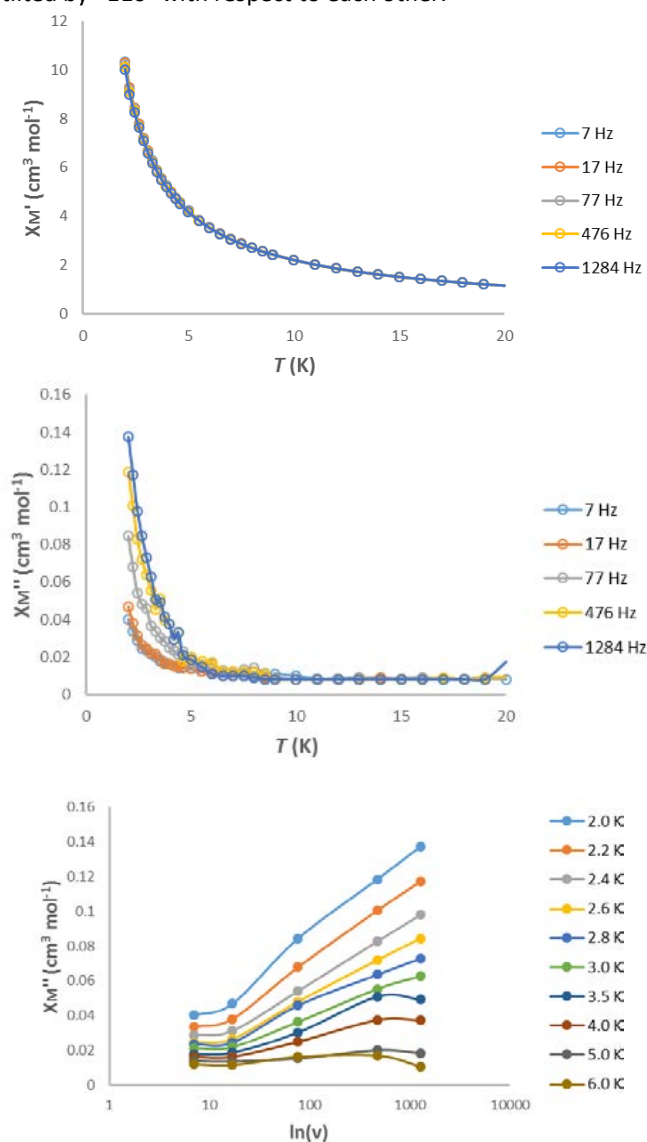 with respect to each other.
12
10
8
6
4
2
0
0
5
10
15
20
XM' (cm³ mol⁻¹)
T (K)
7 Hz
17 Hz
77 Hz
476 Hz
1284 Hz
0.16
0.14
0.12
0.1
0.08
0.06
0.04
0.02
0
0
5
10
15
20
XM'' (cm³ mol⁻¹)
T (K)
7 Hz
17 Hz
77 Hz
476 Hz
1284 Hz
0.16
0.14
0.12
0.1
0.08
0.06
0.04
0.02
0
1
10
100
1000
10000
XM'' (cm³ mol⁻¹)
ln(v)
2.0 K
2.2 K
2.4 K
2.6 K
2.8 K
3.0 K
3.5 K
4.0 K
5.0 K
6.0 K